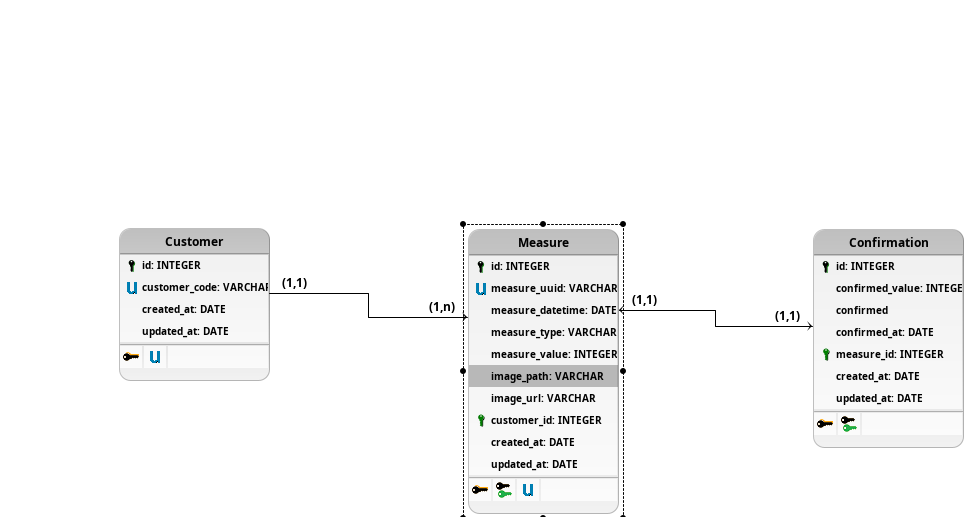 Customer
id: INTEGER
customer_code: VARCHAR
created_at: DATE
updated_at: DATE
(1,1)
(1,n)
Measure
id: INTEGER
measure_uuid: VARCHAR
measure_datetime: DATE
measure_type: VARCHAR
measure_value: INTEGER
image_path: VARCHAR
image_url: VARCHAR
customer_id: INTEGER
created_at: DATE
updated_at: DATE
(1,1)
(1,1)
Confirmation
id: INTEGER
confirmed_value: INTEGE
confirmed
confirmed_at: DATE
measure_id: INTEGER
created_at: DATE
updated_at: DATE